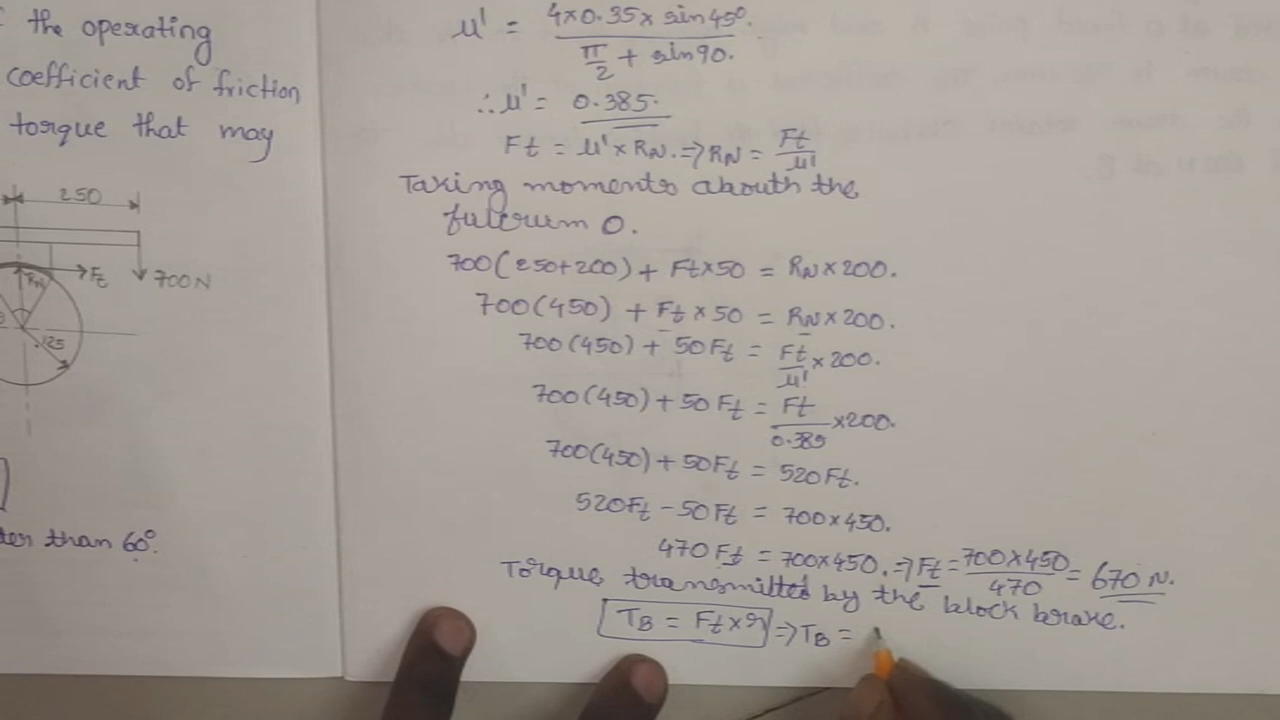 the operating
coefficient of friction
torque that may
250
Ft
RN
700N
125
ter than 60°.
μ' = 4×0.35×sin45°. / π/2 + sin90.
∴μ' = 0.385.
Ft = μ'×RN. ⇒ RN = Ft/μ'
Taking moments abouth the
fulcrum O.
700(250+200) + Ft×50 = RN×200.
700(450) + Ft×50 = RN×200.
700(450) + 50Ft = Ft/μ' ×200.
700(450) + 50Ft = Ft/0.385 ×200.
700(450) + 50Ft = 520Ft.
520Ft - 50Ft = 700×450.
470Ft = 700×450. ⇒ Ft = 700×450/470 = 670 N.
Torque transmitted by the block brake.
TB = Ft×r ⇒ TB =